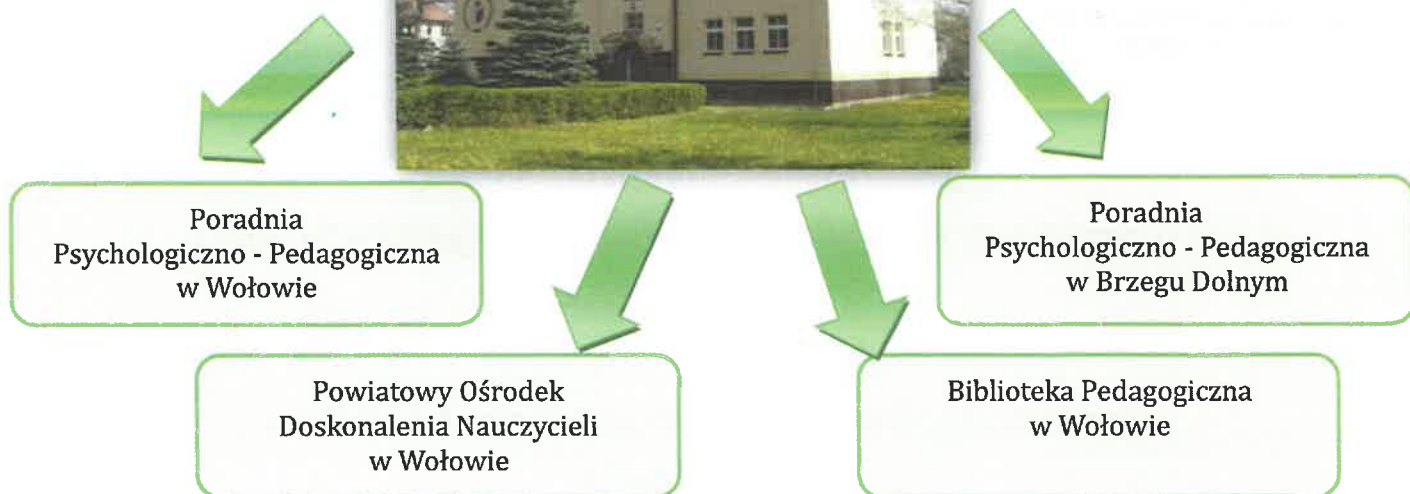 Poradnia
Psychologiczno - Pedagogiczna
w Wołowie
Poradnia
Psychologiczno - Pedagogiczna
w Brzegu Dolnym
Powiatowy Ośrodek
Doskonalenia Nauczycieli
w Wołowie
Biblioteka Pedagogiczna
w Wołowie